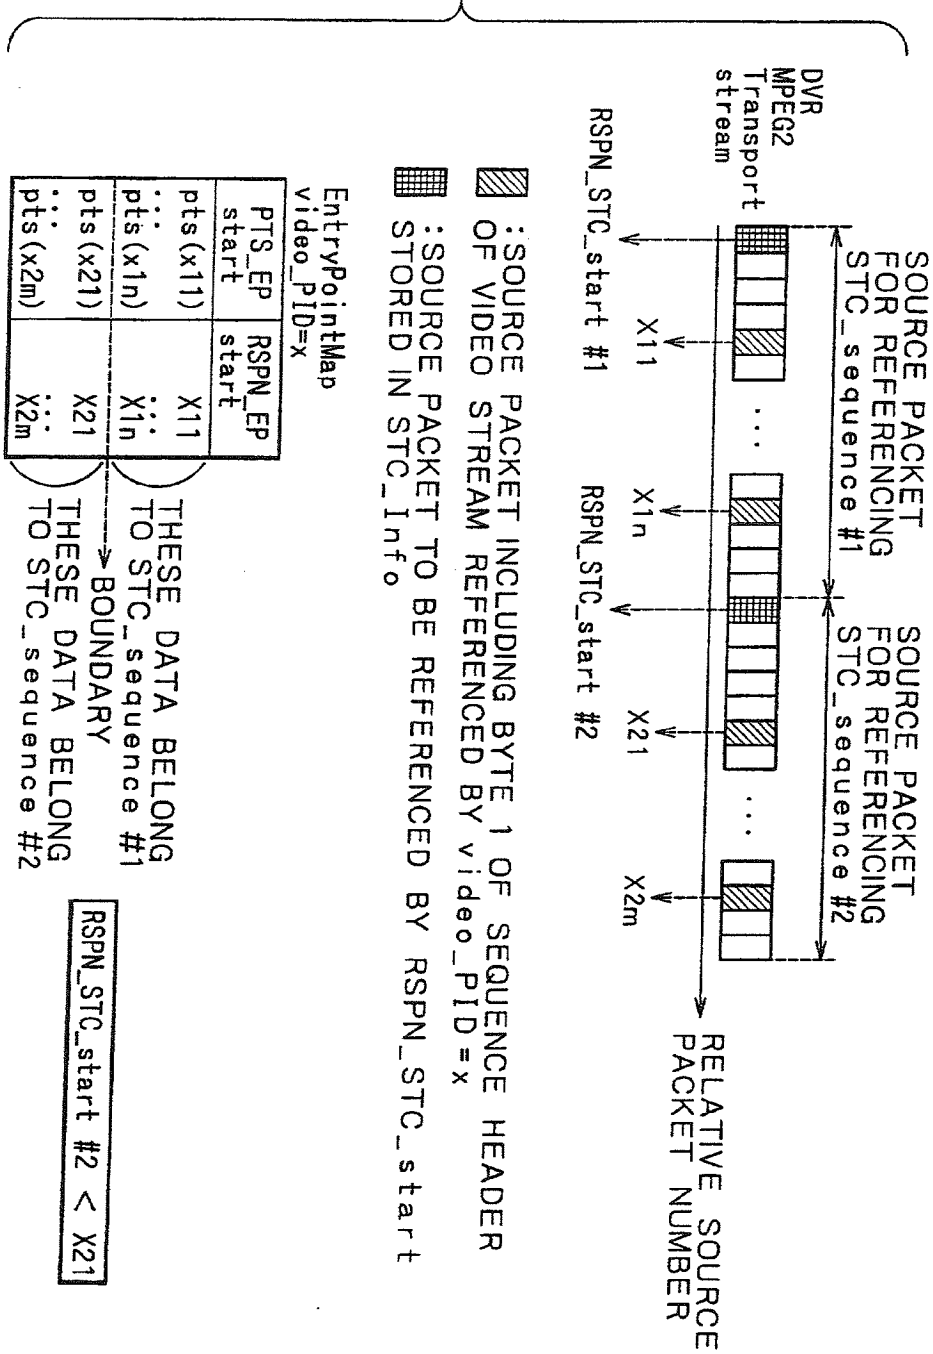 SOURCE PACKET
FOR REFERENCING
STC_sequence #1
SOURCE PACKET
FOR REFERENCING
STC_sequence #2
DVR
MPEG2
Transport
stream
...
...
RELATIVE SOURCE
PACKET NUMBER
X11
X1n
X21
X2m
RSPN_STC_start #1
RSPN_STC_start #2
:SOURCE PACKET INCLUDING BYTE 1 OF SEQUENCE HEADER
OF VIDEO STREAM REFERENCED BY video_PID=x
:SOURCE PACKET TO BE REFERENCED BY RSPN_STC_start
STORED IN STC_Info
EntryPointMap
video_PID=x
PTS_EP start
RSPN_EP start
pts(x11) X11
... ...
pts(x1n) X1n
pts(x21) X21
... ...
pts(x2m) X2m
THESE DATA BELONG
TO STC_sequence #1
BOUNDARY
THESE DATA BELONG
TO STC_sequence #2
RSPN_STC_start #2 < X21